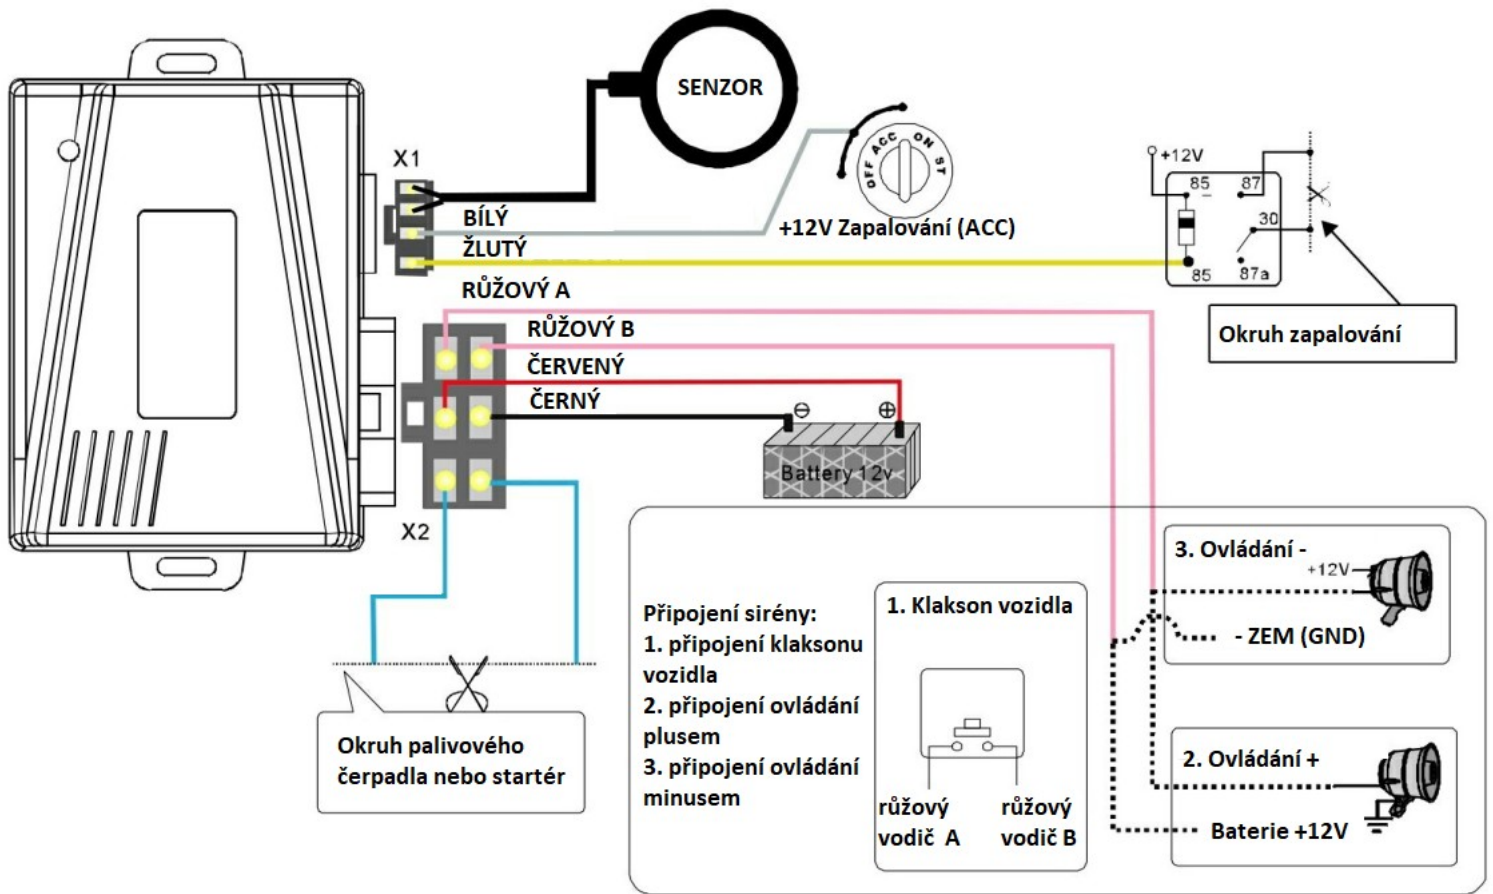 SENZOR
X1
BÍLÝ
ŽLUTÝ
OFF ACC ON ST
+12V Zapalování (ACC)
+12V
85
87
30
85
87a
Okruh zapalování
RŮŽOVÝ A
RŮŽOVÝ B
ČERVENÝ
ČERNÝ
⊖ ⊕
Battery 12v
X2
Okruh palivového
čerpadla nebo startér
Připojení sirény:
1. připojení klaksonu
vozidla
2. připojení ovládání
plusem
3. připojení ovládání
minusem
1. Klakson vozidla
růžový
vodič A
růžový
vodič B
3. Ovládání -
+12V
- ZEM (GND)
2. Ovládání +
Baterie +12V